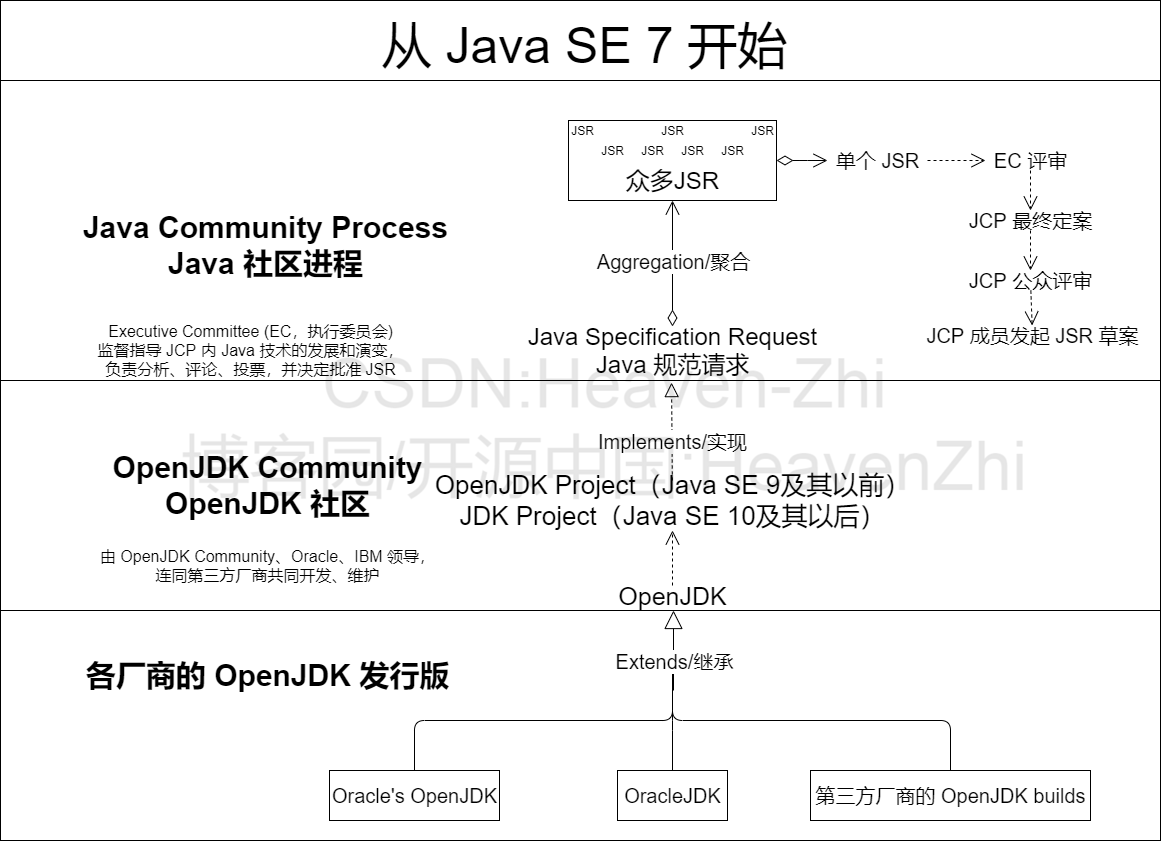 从 Java SE 7 开始
JSR JSR JSR
JSR JSR JSR JSR
众多JSR
单个 JSR
EC 评审
JCP 最终定案
JCP 公众评审
JCP 成员发起 JSR 草案
Java Community Process
Java 社区进程
Aggregation/聚合
Executive Committee (EC，执行委员会)
监督指导 JCP 内 Java 技术的发展和演变，
负责分析、评论、投票，并决定批准 JSR
Java Specification Request
Java 规范请求
CSDN:Heaven-Zhi
Implements/实现
博客园/开源中国:HeavenZhi
OpenJDK Community
OpenJDK 社区
OpenJDK Project（Java SE 9及其以前）
JDK Project（Java SE 10及其以后）
由 OpenJDK Community、Oracle、IBM 领导，
连同第三方厂商共同开发、维护
OpenJDK
各厂商的 OpenJDK 发行版
Extends/继承
Oracle's OpenJDK
OracleJDK
第三方厂商的 OpenJDK builds